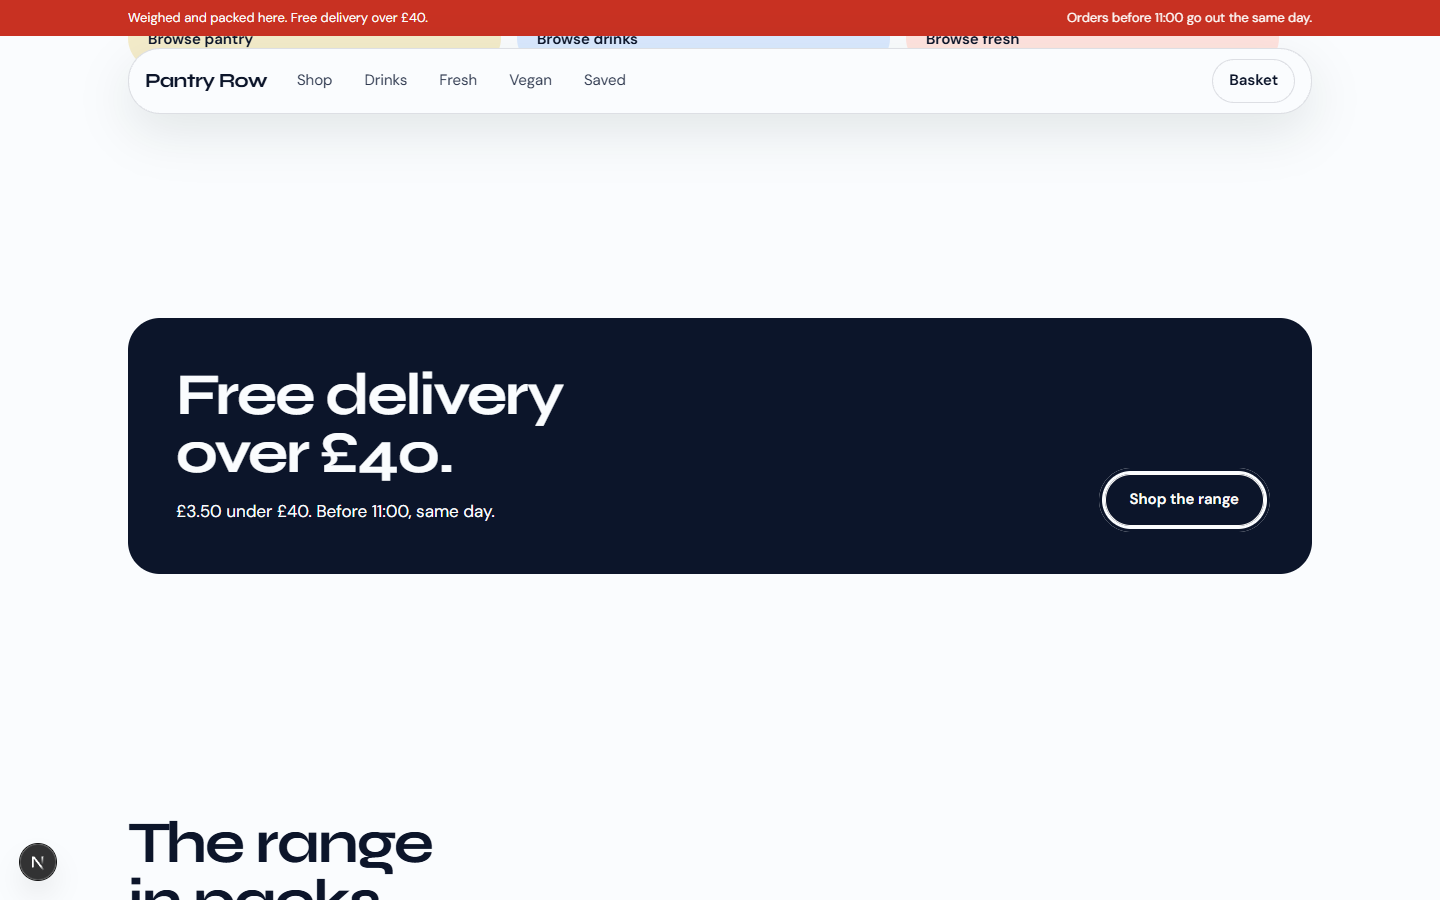 Weighed and packed here. Free delivery over £40.
Orders before 11:00 go out the same day.
Browse pantry
Browse drinks
Browse fresh
Pantry Row
Shop
Drinks
Fresh
Vegan
Saved
Basket
Free delivery
over £40.
£3.50 under £40. Before 11:00, same day.
Shop the range
The range
in packs
N